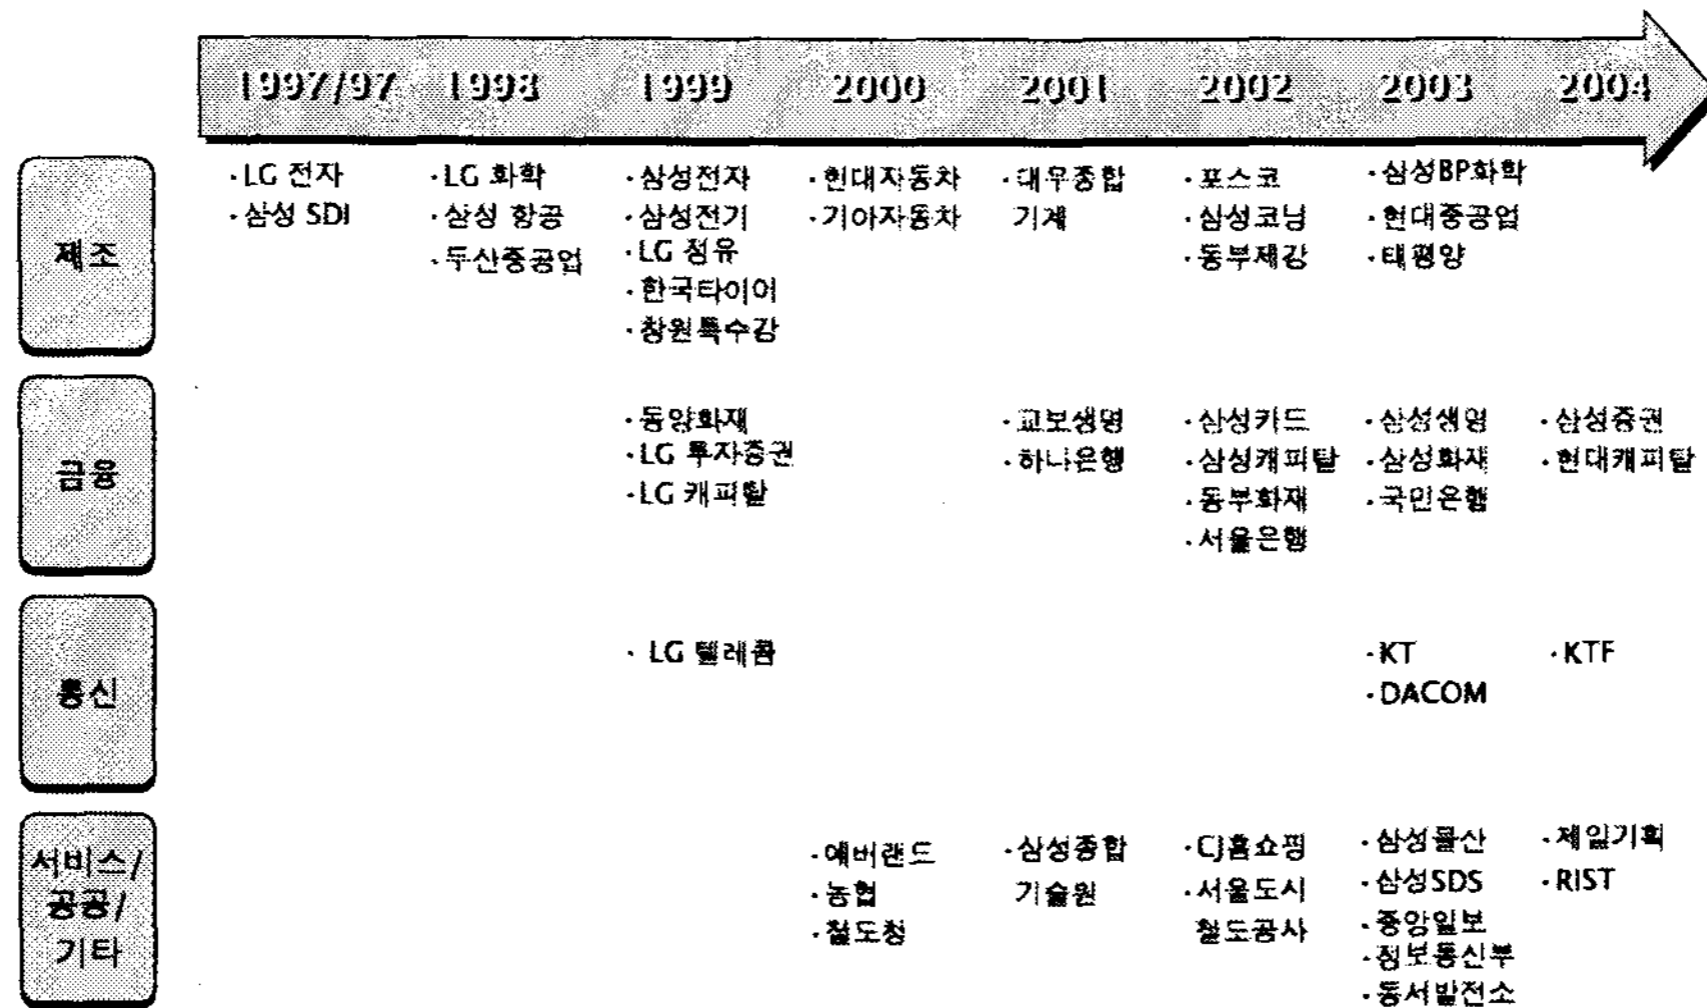 1997/97 1998 1999 2000 2001 2002 2003 2004
제조
·LG 전자
·삼성 SDI
·LG 화학
·삼성 항공
·두산중공업
·삼성전자
·삼성전기
·LG 정유
·한국타이어
·창원특수강
·현대자동차
·기아자동차
·대우종합
기계
·포스코
·삼성코닝
·동부제강
·삼성BP화학
·현대중공업
·태평양
금융
·동양화재
·LG 투자증권
·LG 캐피탈
·교보생명
·하나은행
·삼성카드
·삼성캐피탈
·동부화재
·서울은행
·삼성생명
·삼성화재
·국민은행
·삼성증권
·현대캐피탈
통신
· LG 텔레콤
·KT
·DACOM
·KTF
서비스/
공공/
기타
·에버랜드
·농협
·철도청
·삼성종합
기술원
·CJ홈쇼핑
·서울도시
철도공사
·삼성물산
·삼성SDS
·중앙일보
·정보통신부
·동서발전소
·제일기획
·RIST